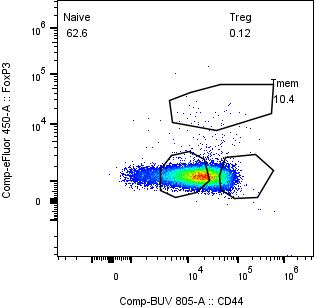 Naive
62.6
Treg
0.12
Tmem
10.4
10^6
10^5
10^4
0
Comp-eFluor 450-A :: FoxP3
0
10^4
10^5
10^6
Comp-BUV 805-A :: CD44